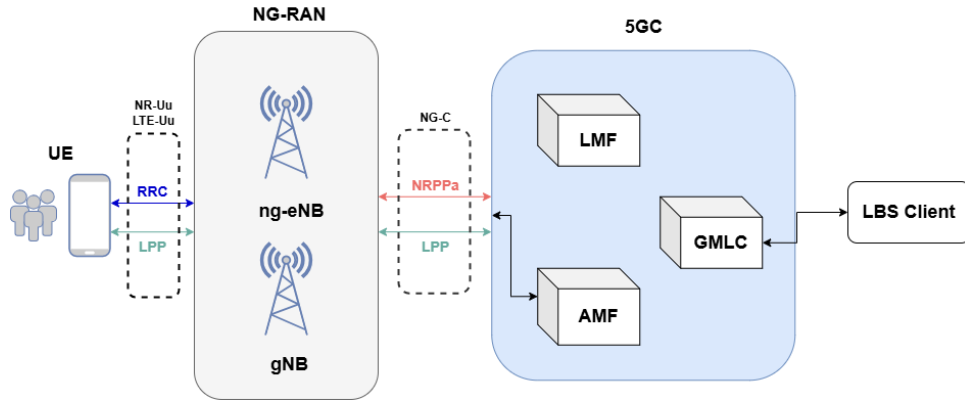 NG-RAN
5GC
NR-Uu
LTE-Uu
NG-C
UE
LMF
RRC
NRPPa
ng-eNB
LBS Client
GMLC
LPP
LPP
AMF
gNB